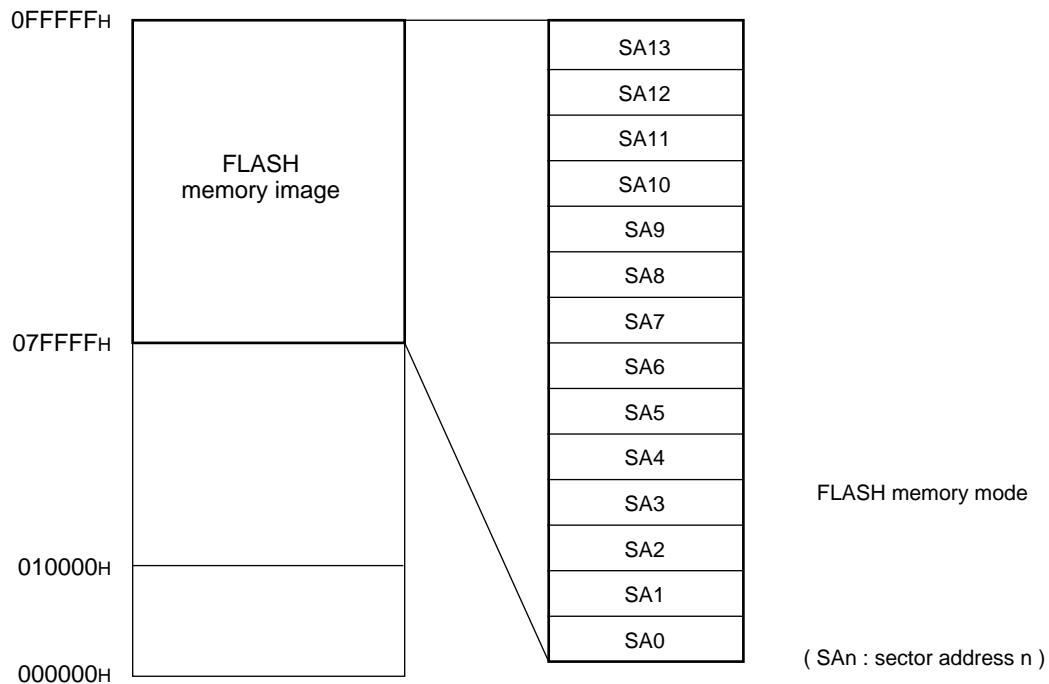 0FFFFFH
FLASH
memory image
07FFFFH
010000H
000000H
SA13
SA12
SA11
SA10
SA9
SA8
SA7
SA6
SA5
SA4
SA3
SA2
SA1
SA0
FLASH memory mode
( SAn : sector address n )